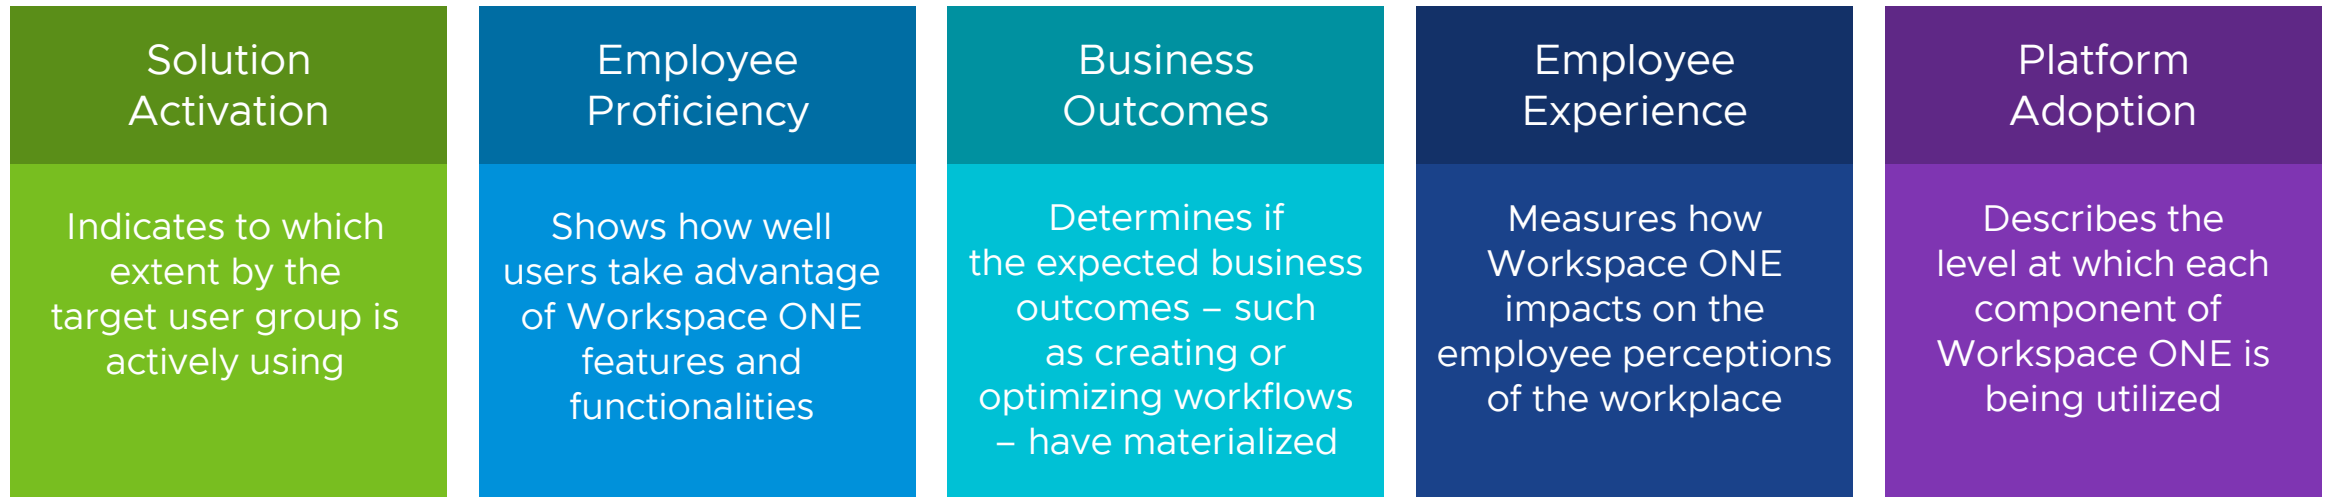 Solution
Activation
Indicates to which
extent by the
target user group is
actively using
Employee
Proficiency
Shows how well
users take advantage
of Workspace ONE
features and
functionalities
Business
Outcomes
Determines if
the expected business
outcomes – such
as creating or
optimizing workflows
– have materialized
Employee
Experience
Measures how
Workspace ONE
impacts on the
employee perceptions
of the workplace
Platform
Adoption
Describes the
level at which each
component of
Workspace ONE is
being utilized